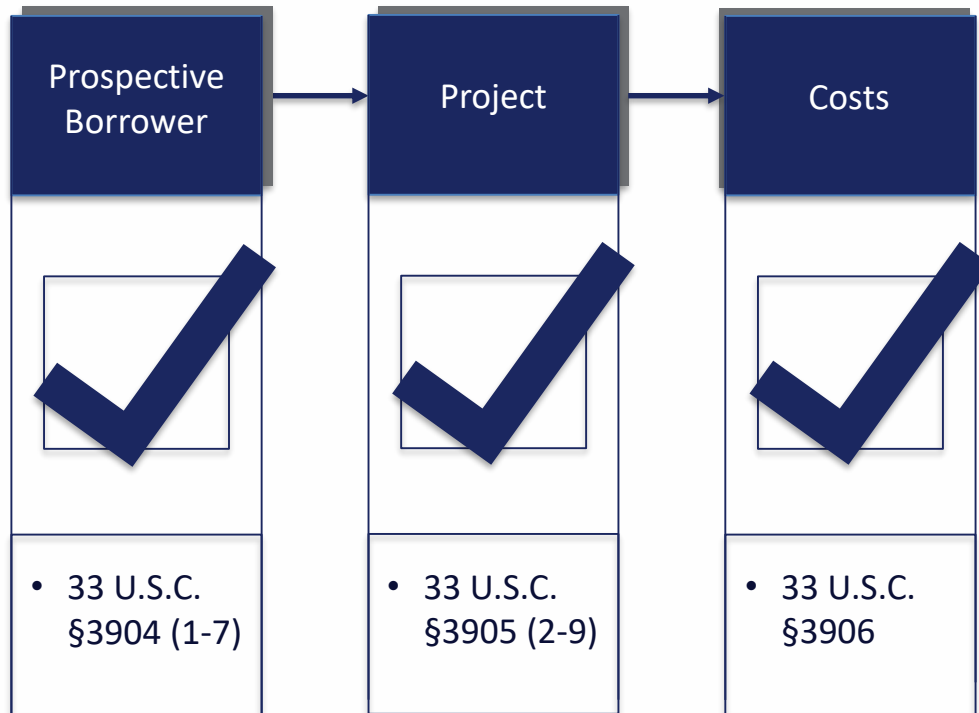 Prospective
Borrower
Project
Costs
• 33 U.S.C.
§3904 (1-7)
• 33 U.S.C.
§3905 (2-9)
• 33 U.S.C.
§3906